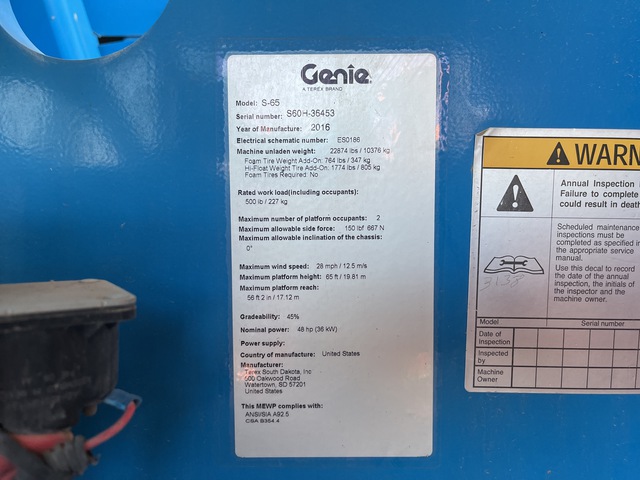 Genie
A TEREX BRAND
Model: S-65
Serial number: S60H-36453
Year of Manufacture: 2016
Electrical schematic number: ES0186
Machine unladen weight: 22874 lbs / 10376 kg
Foam Tire Weight Add-On: 764 lbs / 347 kg
Hi-Float Weight Tire Add-On: 1774 lbs / 805 kg
Foam Tires Required: No
Rated work load(including occupants):
500 lb / 227 kg
Maximum number of platform occupants: 2
Maximum allowable side force: 150 lbf 667 N
Maximum allowable inclination of the chassis:
0°
Maximum wind speed: 28 mph / 12.5 m/s
Maximum platform height: 65 ft / 19.81 m
Maximum platform reach:
56 ft 2 in / 17.12 m
Gradeability: 45%
Nominal power: 48 hp (36 kW)
Power supply:
Country of manufacture: United States
Manufacturer:
Terex South Dakota, Inc
500 Oakwood Road
Watertown, SD 57201
United States
This MEWP complies with:
ANSI/SIA A92.5
CSA B354.4
WARN
Annual Inspection
Failure to complete
could result in death
Scheduled maintenance
inspections must be
completed as specified in
the appropriate service
manual.
Use this decal to record
the date of the annual
inspection, the initials of
the inspector and the
machine owner.
Model Serial number
Date of
Inspection
Inspected
by
Machine
Owner